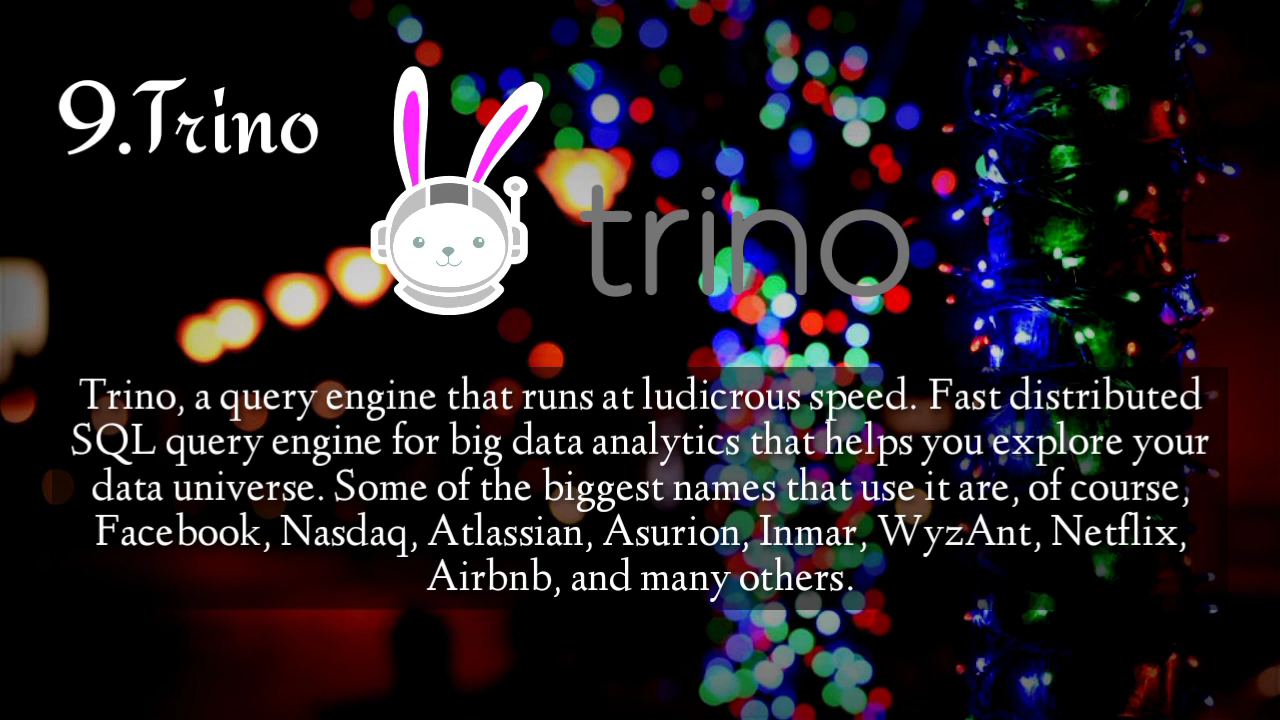 9.Trino
trino
Trino, a query engine that runs at ludicrous speed. Fast distributed
SQL query engine for big data analytics that helps you explore your
data universe. Some of the biggest names that use it are, of course,
Facebook, Nasdaq, Atlassian, Asurion, Inmar, WyzAnt, Netflix,
Airbnb, and many others.